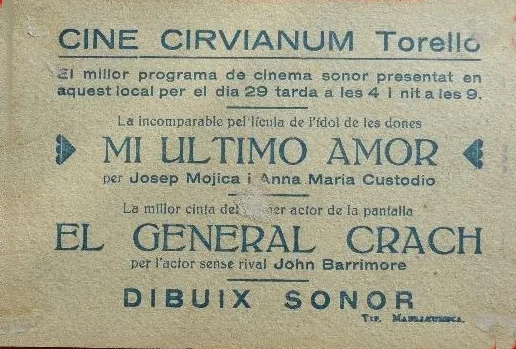 CINE CIRVIANUM Torelló
El millor programa de cinema sonor presentat en
aquest local per el dia 29 tarda a les 4 i nit a les 9.
La incomparable pel'lícula de l'ídol de les dones
MI ULTIMO AMOR
per Josep Mojica i Anna Maria Custodio
La millor cinta del actor de la pantalla
EL GENERAL CRACH
per l'actor sense rival John Barrimore
DIBUIX SONOR
Tip.